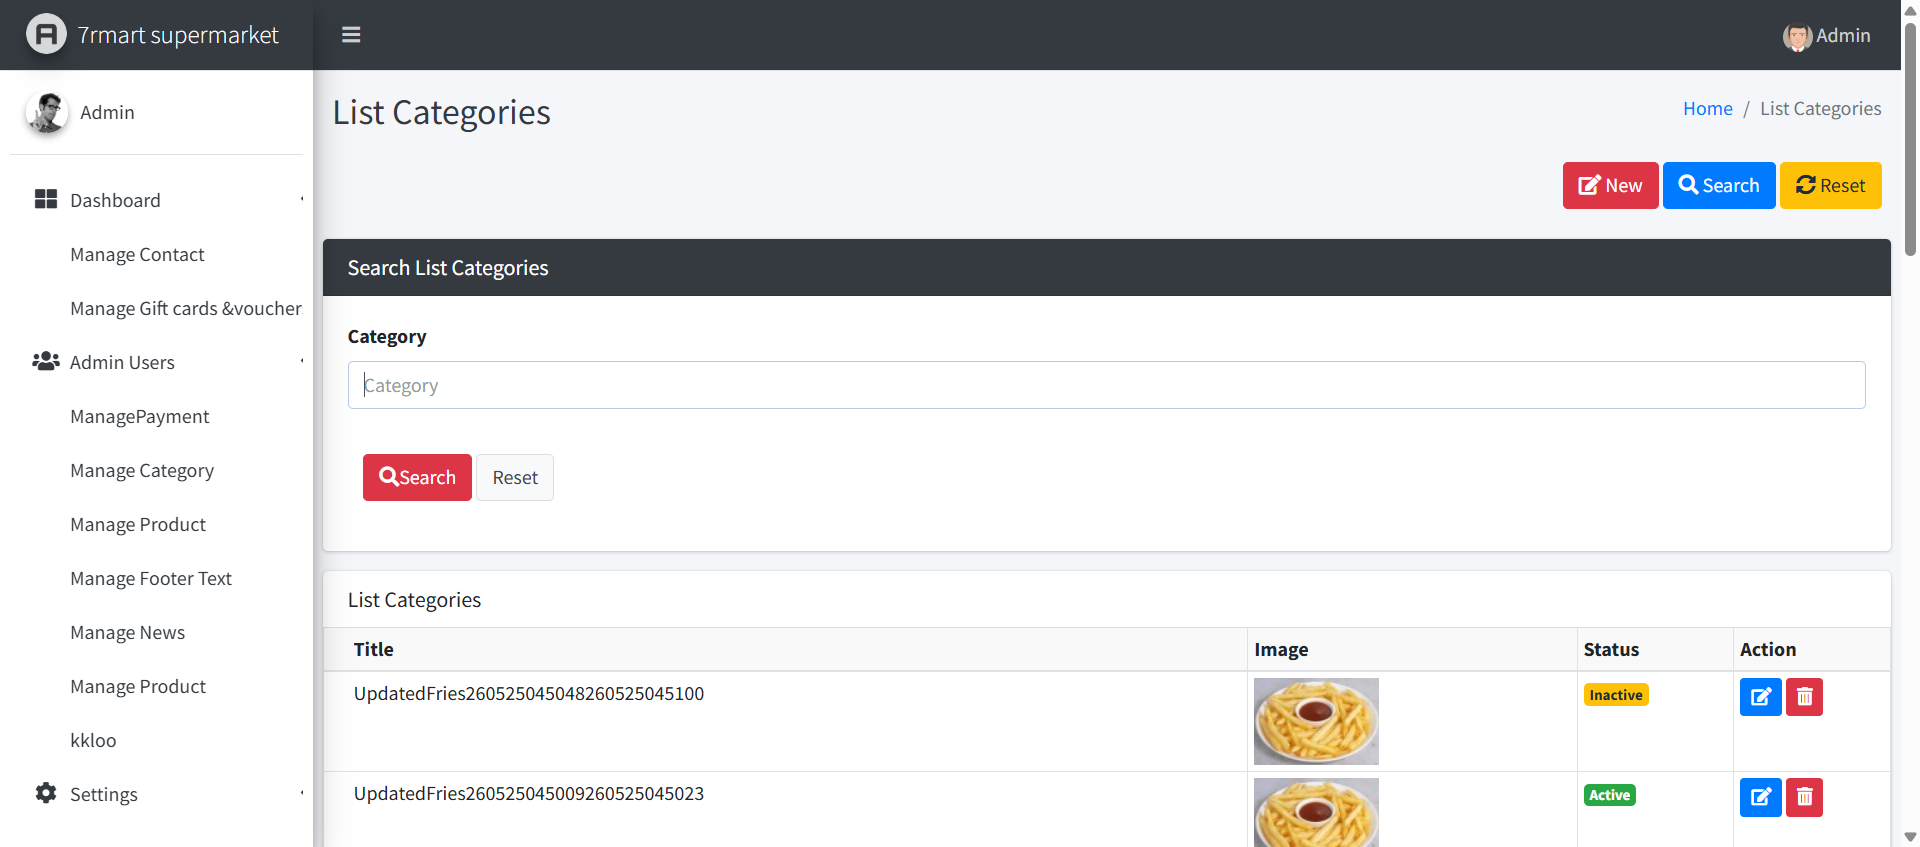 7rmart supermarket
Admin
Admin
List Categories
Home / List Categories
New
Search
Reset
Dashboard
Manage Contact
Manage Gift cards &voucher
Admin Users
ManagePayment
Manage Category
Manage Product
Manage Footer Text
Manage News
Manage Product
kkloo
Settings
Search List Categories
Category
Category
Search
Reset
List Categories
Title Image Status Action
UpdatedFries260525045048260525045100 Inactive
UpdatedFries260525045009260525045023 Active